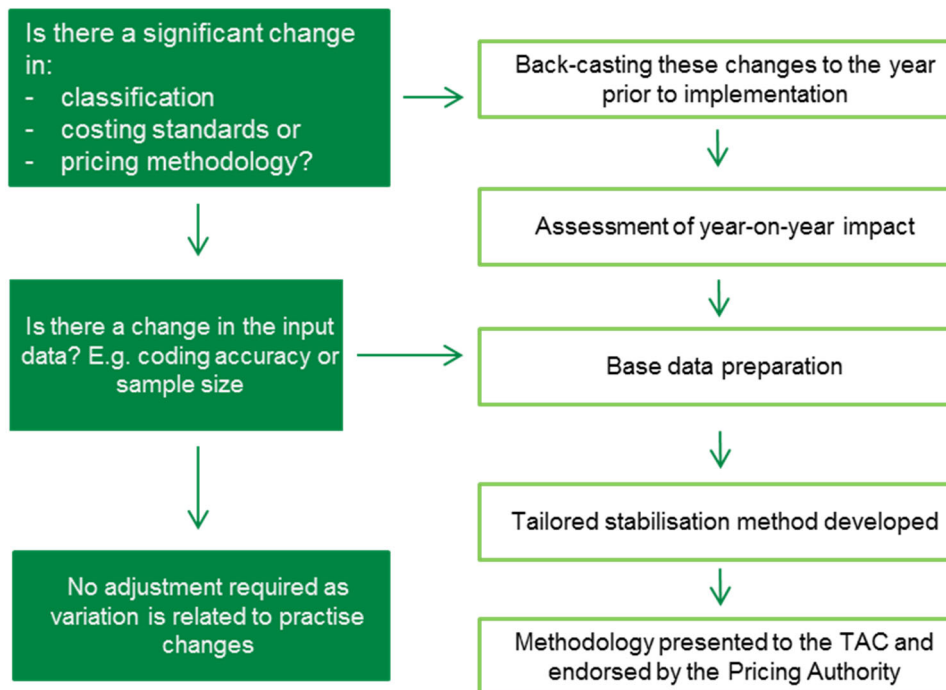 Is there a significant change
in:
- classification
- costing standards or
- pricing methodology?
Back-casting these changes to the year
prior to implementation
Assessment of year-on-year impact
Is there a change in the input
data? E.g. coding accuracy or
sample size
Base data preparation
Tailored stabilisation method developed
No adjustment required as
variation is related to practise
changes
Methodology presented to the TAC and
endorsed by the Pricing Authority